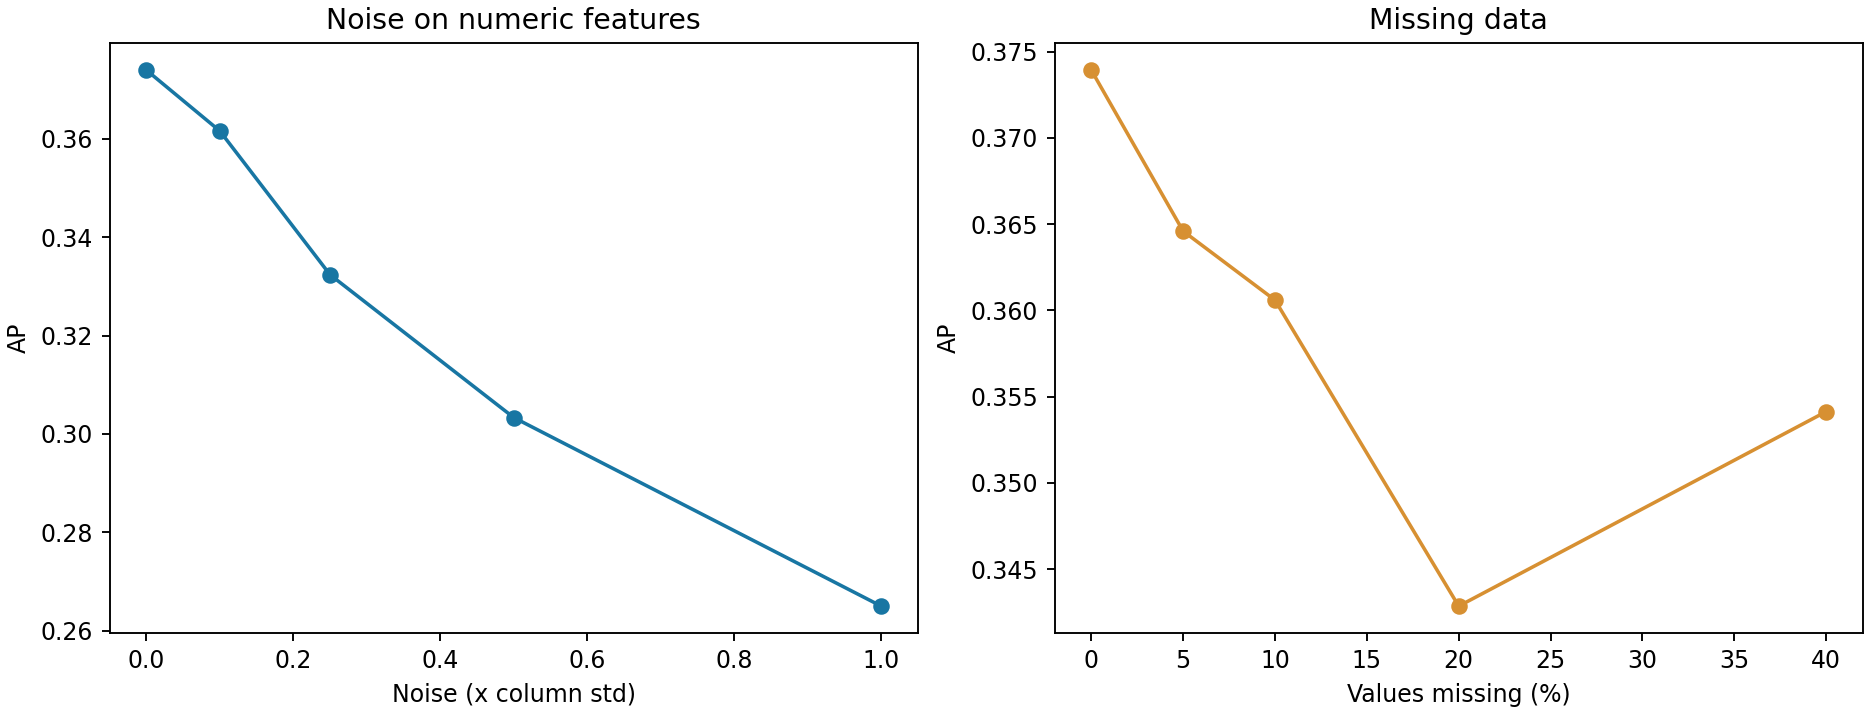 Noise on numeric features
AP
0.36
0.34
0.32
0.30
0.28
0.26
0.0 0.2 0.4 0.6 0.8 1.0
Noise (x column std)
Missing data
AP
0.375
0.370
0.365
0.360
0.355
0.350
0.345
0 5 10 15 20 25 30 35 40
Values missing (%)